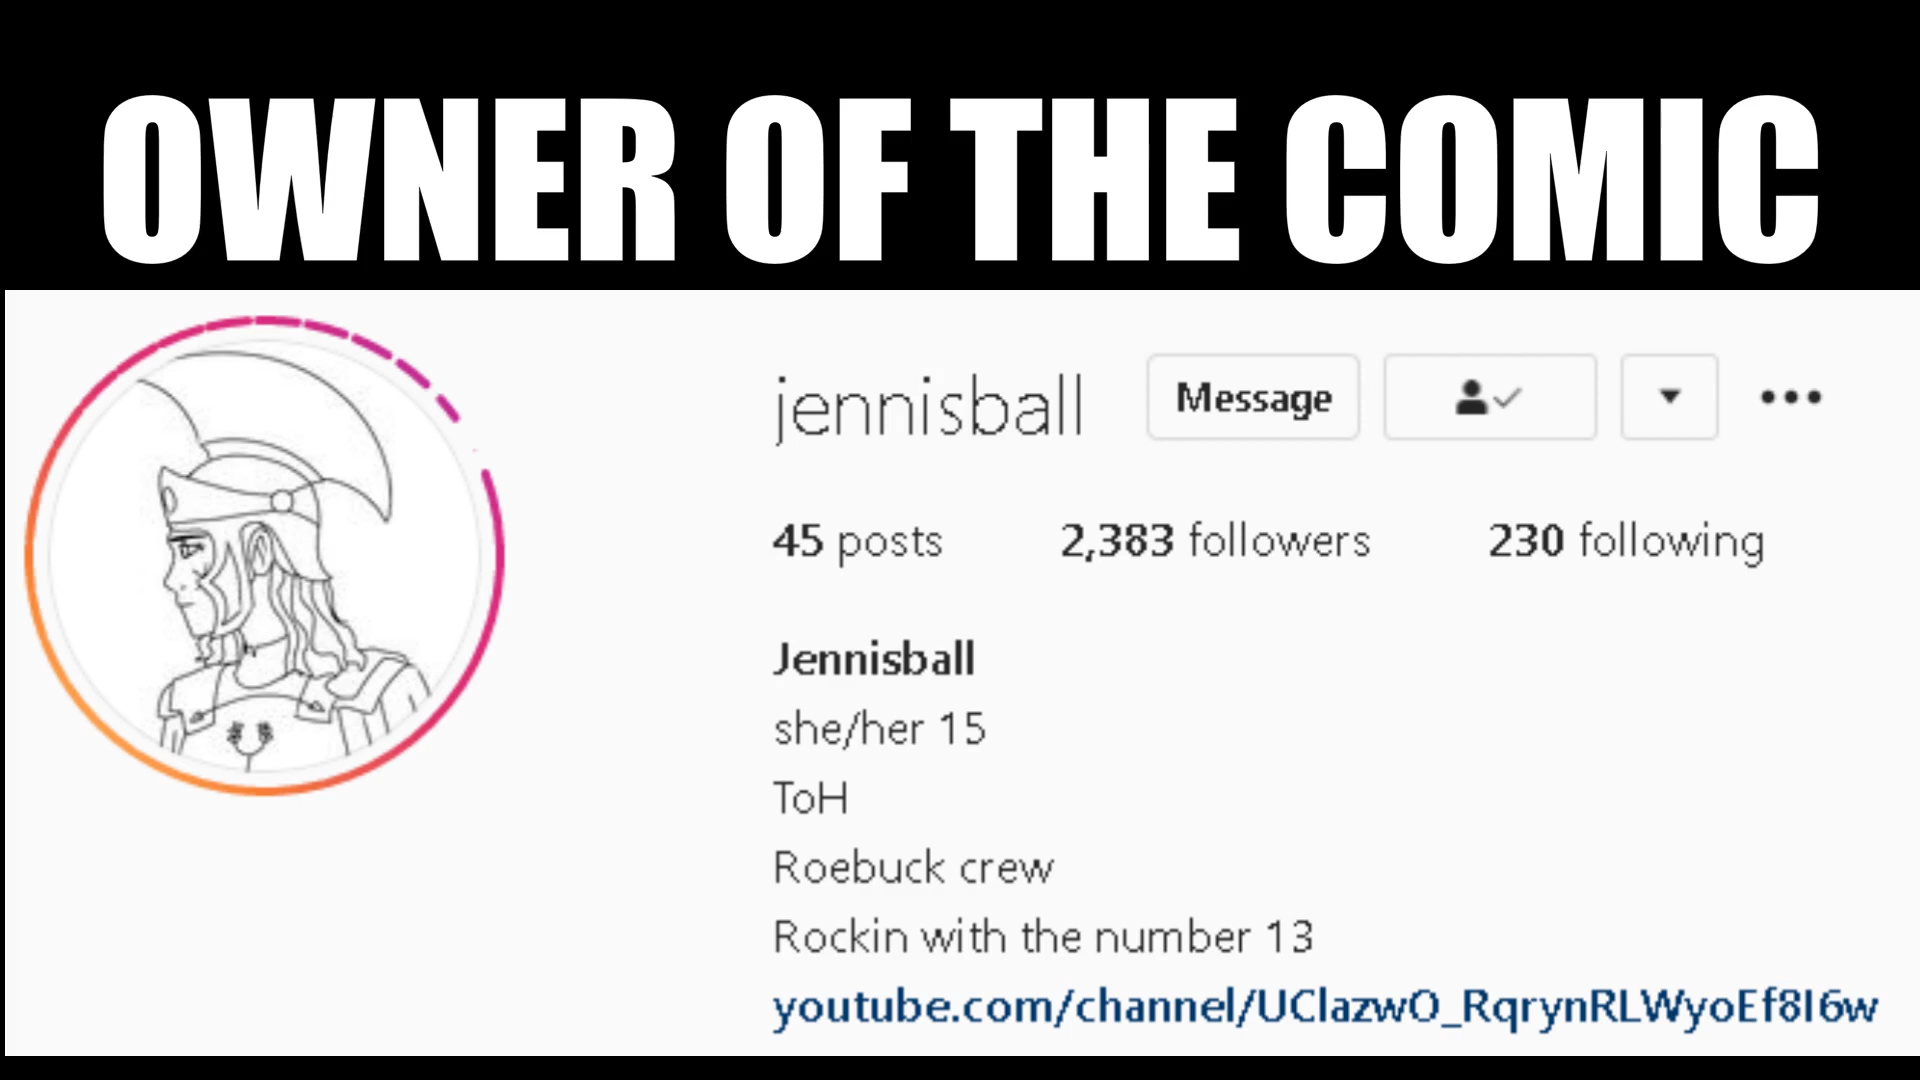 OWNER OF THE COMIC
jennisball Message
45 posts 2,383 followers 230 following
Jennisball
she/her 15
ToH
Roebuck crew
Rockin with the number 13
youtube.com/channel/UClazwO_RqrynRLWyoEf8I6w